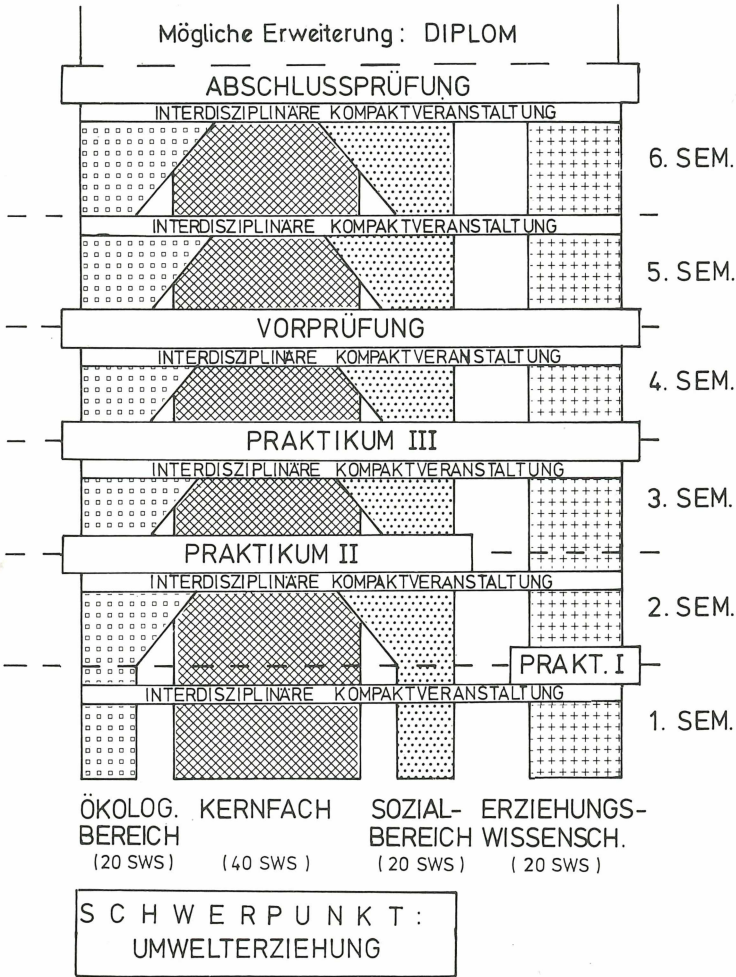 Mögliche Erweiterung: DIPLOM
ABSCHLUSSPRÜFUNG
INTERDISZIPLINÄRE KOMPAKTVERANSTALTUNG
6. SEM.
INTERDISZIPLINÄRE KOMPAKTVERANSTALTUNG
5. SEM.
VORPRÜFUNG
INTERDISZIPLINÄRE KOMPAKTVERANSTALTUNG
4. SEM.
PRAKTIKUM III
INTERDISZIPLINÄRE KOMPAKTVERANSTALTUNG
3. SEM.
PRAKTIKUM II
INTERDISZIPLINÄRE KOMPAKTVERANSTALTUNG
2. SEM.
PRAKT. I
INTERDISZIPLINÄRE KOMPAKTVERANSTALTUNG
1. SEM.
ÖKOLOG.
BEREICH
(20 SWS)
KERNFACH
(40 SWS)
SOZIAL-
BEREICH
(20 SWS)
ERZIEHUNGS-
WISSENSCH.
(20 SWS)
SCHWERPUNKT:
UMWELTERZIEHUNG